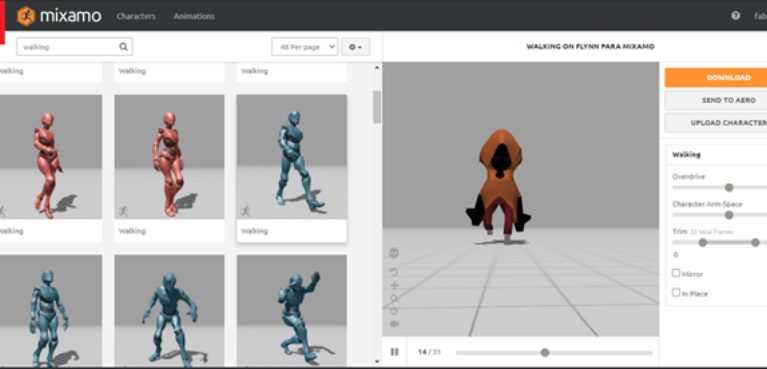 mixamo Characters Animations fab
walking 48 Per page WALKING ON FLYNN PARA MIXAMO
Walking Walking Walking
DOWNLOAD
SEND TO AERO
UPLOAD CHARACTER
Walking
Overdrive
Character Arm-Space
Trim 32 total frames
0
Mirror
In Place
Walking Walking Walking
14 / 31